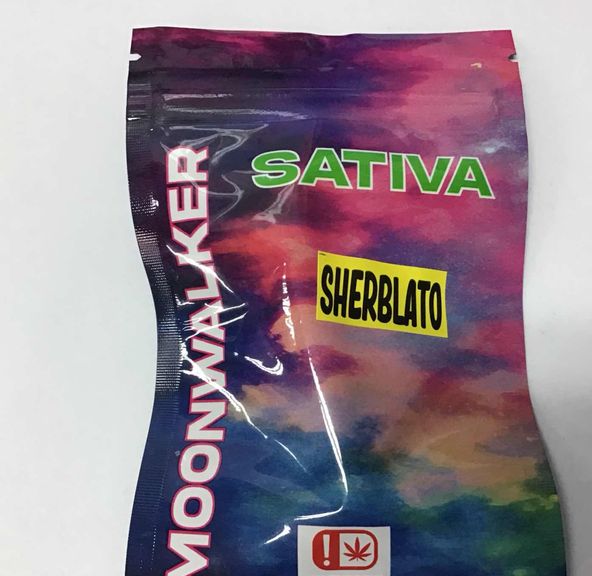 SATIVA
SHERBLATO
MOONWALKER
!